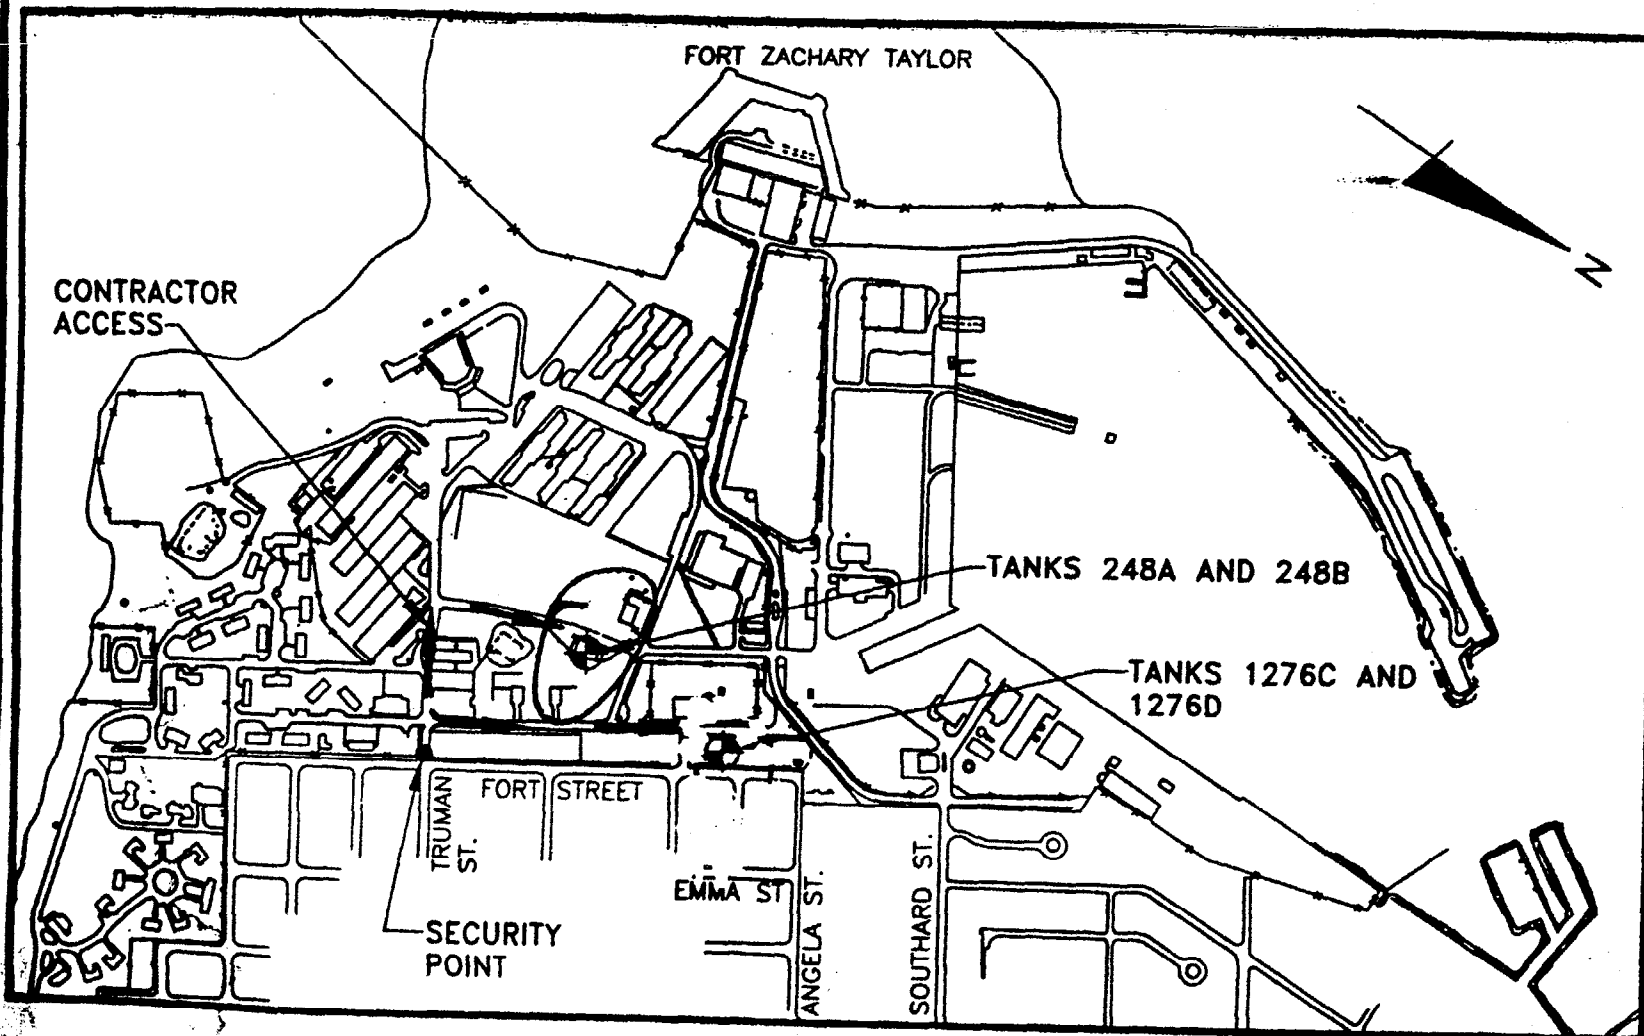 FORT ZACHARY TAYLOR
N
CONTRACTOR
ACCESS
TANKS 248A AND 248B
TANKS 1276C AND
1276D
FORT STREET
TRUMAN
ST.
EMMA ST
ANGELA ST.
SOUTHARD ST.
SECURITY
POINT